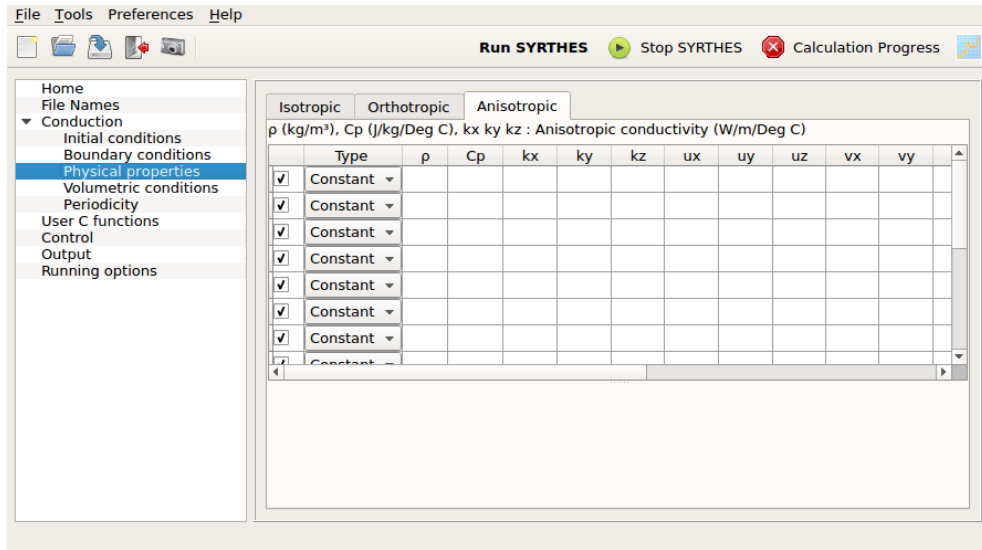 File Tools Preferences Help
Run SYRTHES Stop SYRTHES Calculation Progress
Home
File Names
Conduction
Initial conditions
Boundary conditions
Physical properties
Volumetric conditions
Periodicity
User C functions
Control
Output
Running options
Isotropic Orthotropic Anisotropic
ρ (kg/m³), Cp (J/kg/Deg C), kx ky kz : Anisotropic conductivity (W/m/Deg C)
Type ρ Cp kx ky kz ux uy uz vx vy
Constant
Constant
Constant
Constant
Constant
Constant
Constant
Constant